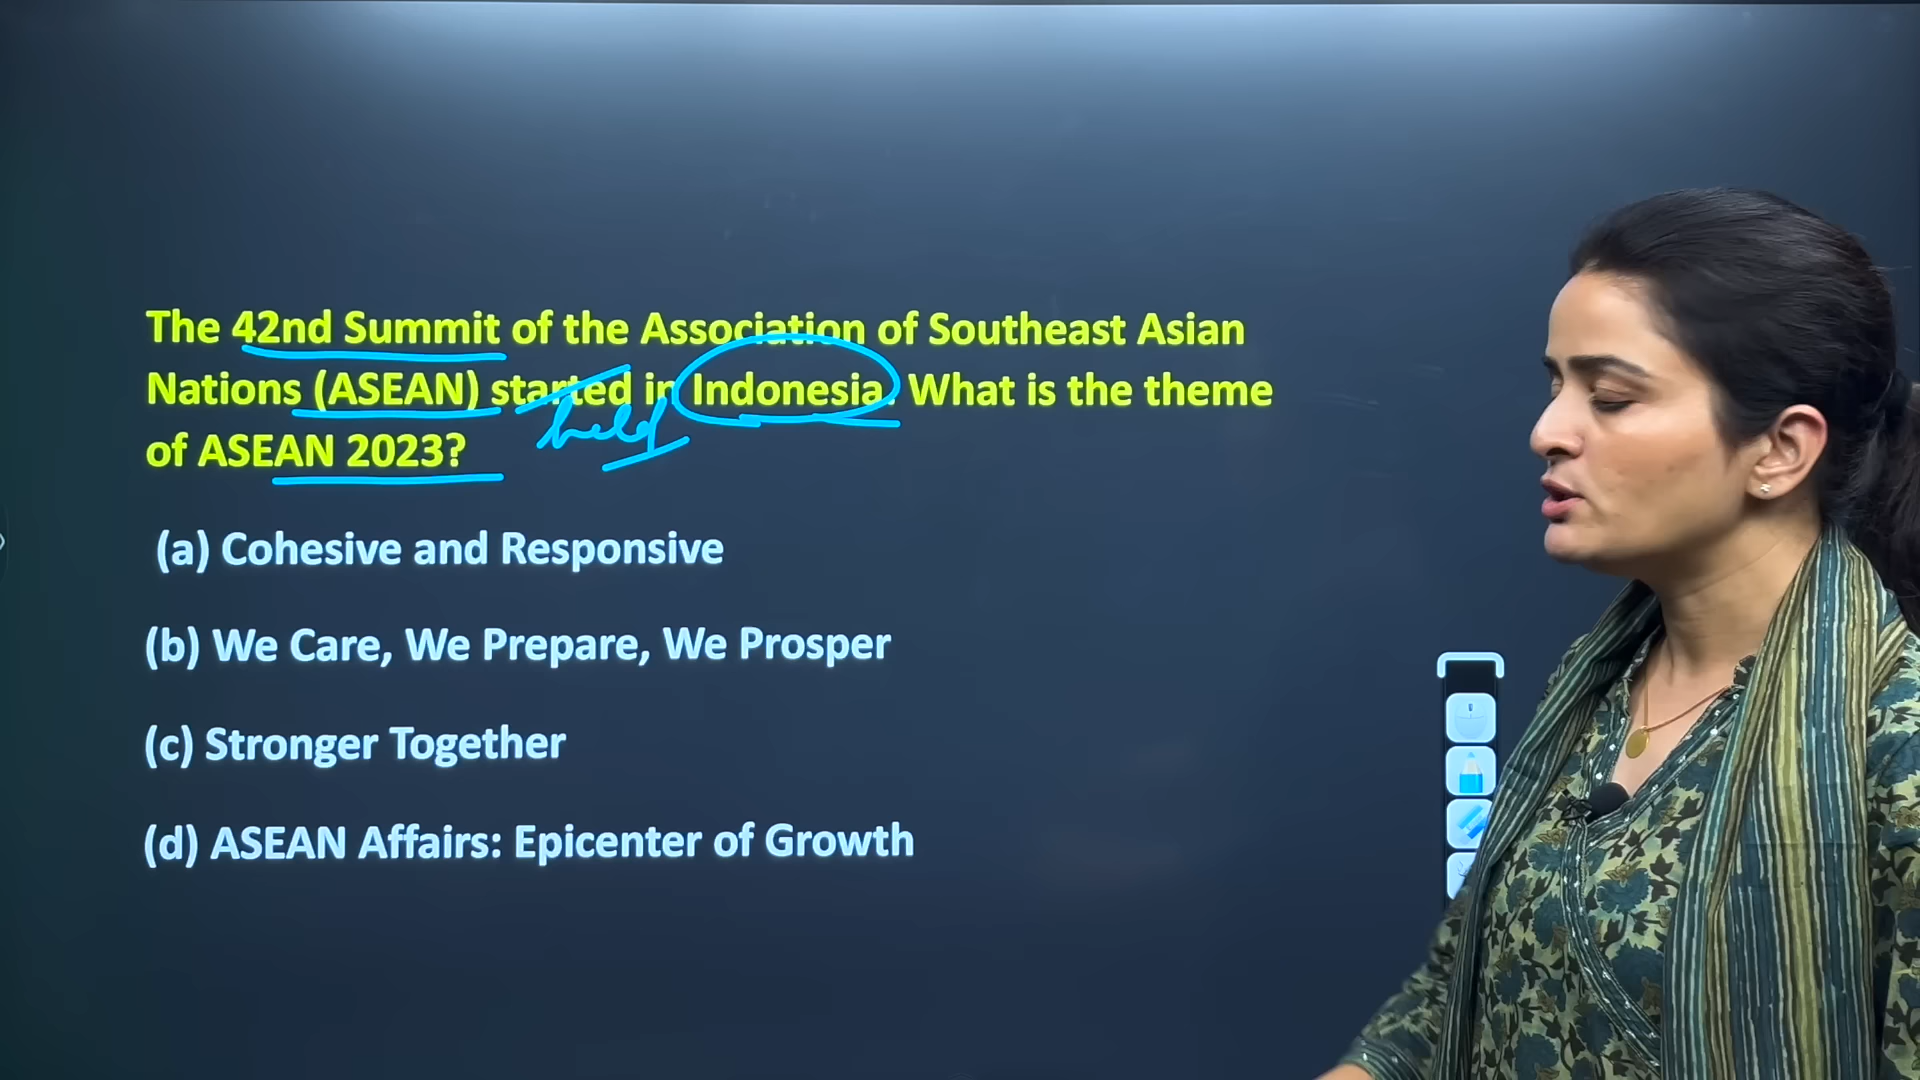 The 42nd Summit of the Association of Southeast Asian
Nations (ASEAN) started in Indonesia. What is the theme
held
of ASEAN 2023?
(a) Cohesive and Responsive
(b) We Care, We Prepare, We Prosper
(c) Stronger Together
(d) ASEAN Affairs: Epicenter of Growth